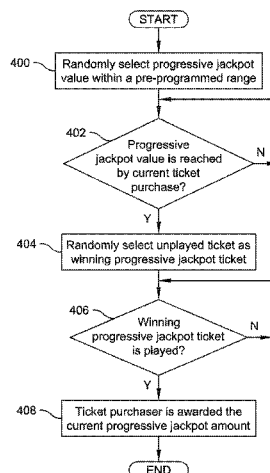 START
400
Randomly select progressive jackpot
value within a pre-programmed range
402
Progressive
jackpot value is reached
by current ticket
purchase?
N
Y
404
Randomly select unplayed ticket as
winning progressive jackpot ticket
406
Winning
progressive jackpot ticket
is played?
N
Y
408
Ticket purchaser is awarded the
current progressive jackpot amount
END